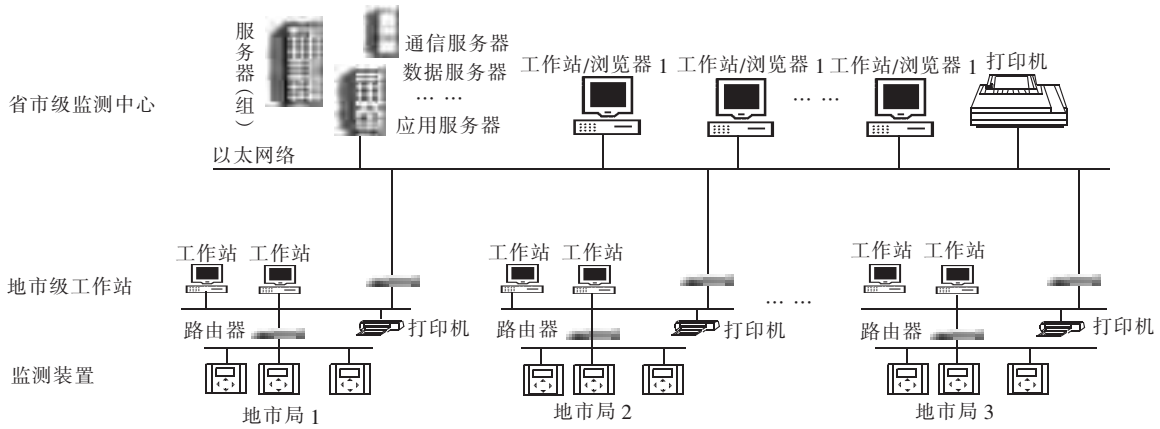 服务器(组)
通信服务器
数据服务器
… …
应用服务器
工作站/浏览器 1 工作站/浏览器 1 工作站/浏览器 1 打印机
… …
省市级监测中心
以太网络
工作站 工作站 工作站 工作站 工作站 工作站
地市级工作站
… …
路由器 打印机 路由器 打印机 路由器 打印机
监测装置
地市局 1 地市局 2 地市局 3